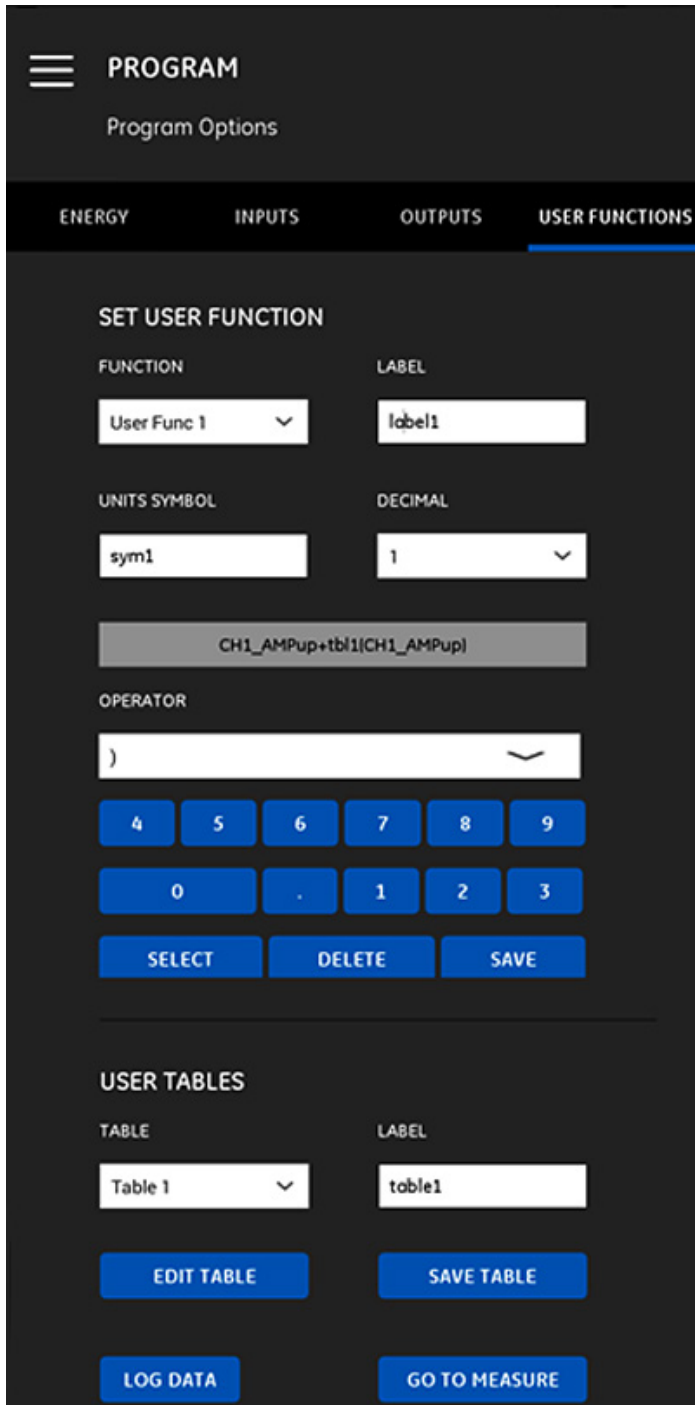 PROGRAM
Program Options
ENERGY INPUTS OUTPUTS USER FUNCTIONS
SET USER FUNCTION
FUNCTION LABEL
User Func 1 label1
UNITS SYMBOL DECIMAL
sym1 1
CH1_AMPup+tbl1(CH1_AMPup)
OPERATOR
)
4 5 6 7 8 9
0 . 1 2 3
SELECT DELETE SAVE
USER TABLES
TABLE LABEL
Table 1 table1
EDIT TABLE SAVE TABLE
LOG DATA GO TO MEASURE